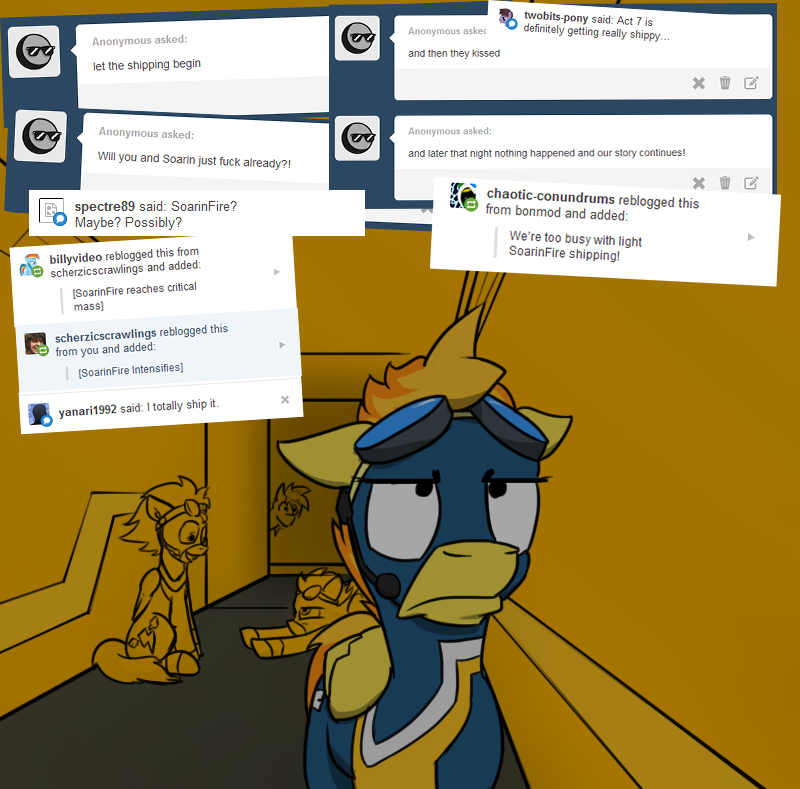 Anonymous asked:
let the shipping begin
Anonymous asked:
Will you and Soarin just fuck already?!
Anonymous asked
and then they kissed
twobits-pony said: Act 7 is
definitely getting really shippy...
Anonymous asked:
and later that night nothing happened and our story continues!
spectre89 said: SoarinFire?
Maybe? Possibly?
chaotic-conundrums reblogged this
from bonmod and added:
We're too busy with light
SoarinFire shipping!
billyvideo reblogged this from
scherzicscrawlings and added:
[SoarinFire reaches critical
mass]
scherzicscrawlings reblogged this
from you and added:
[SoarinFire Intensifies]
yanari1992 said: I totally ship it.